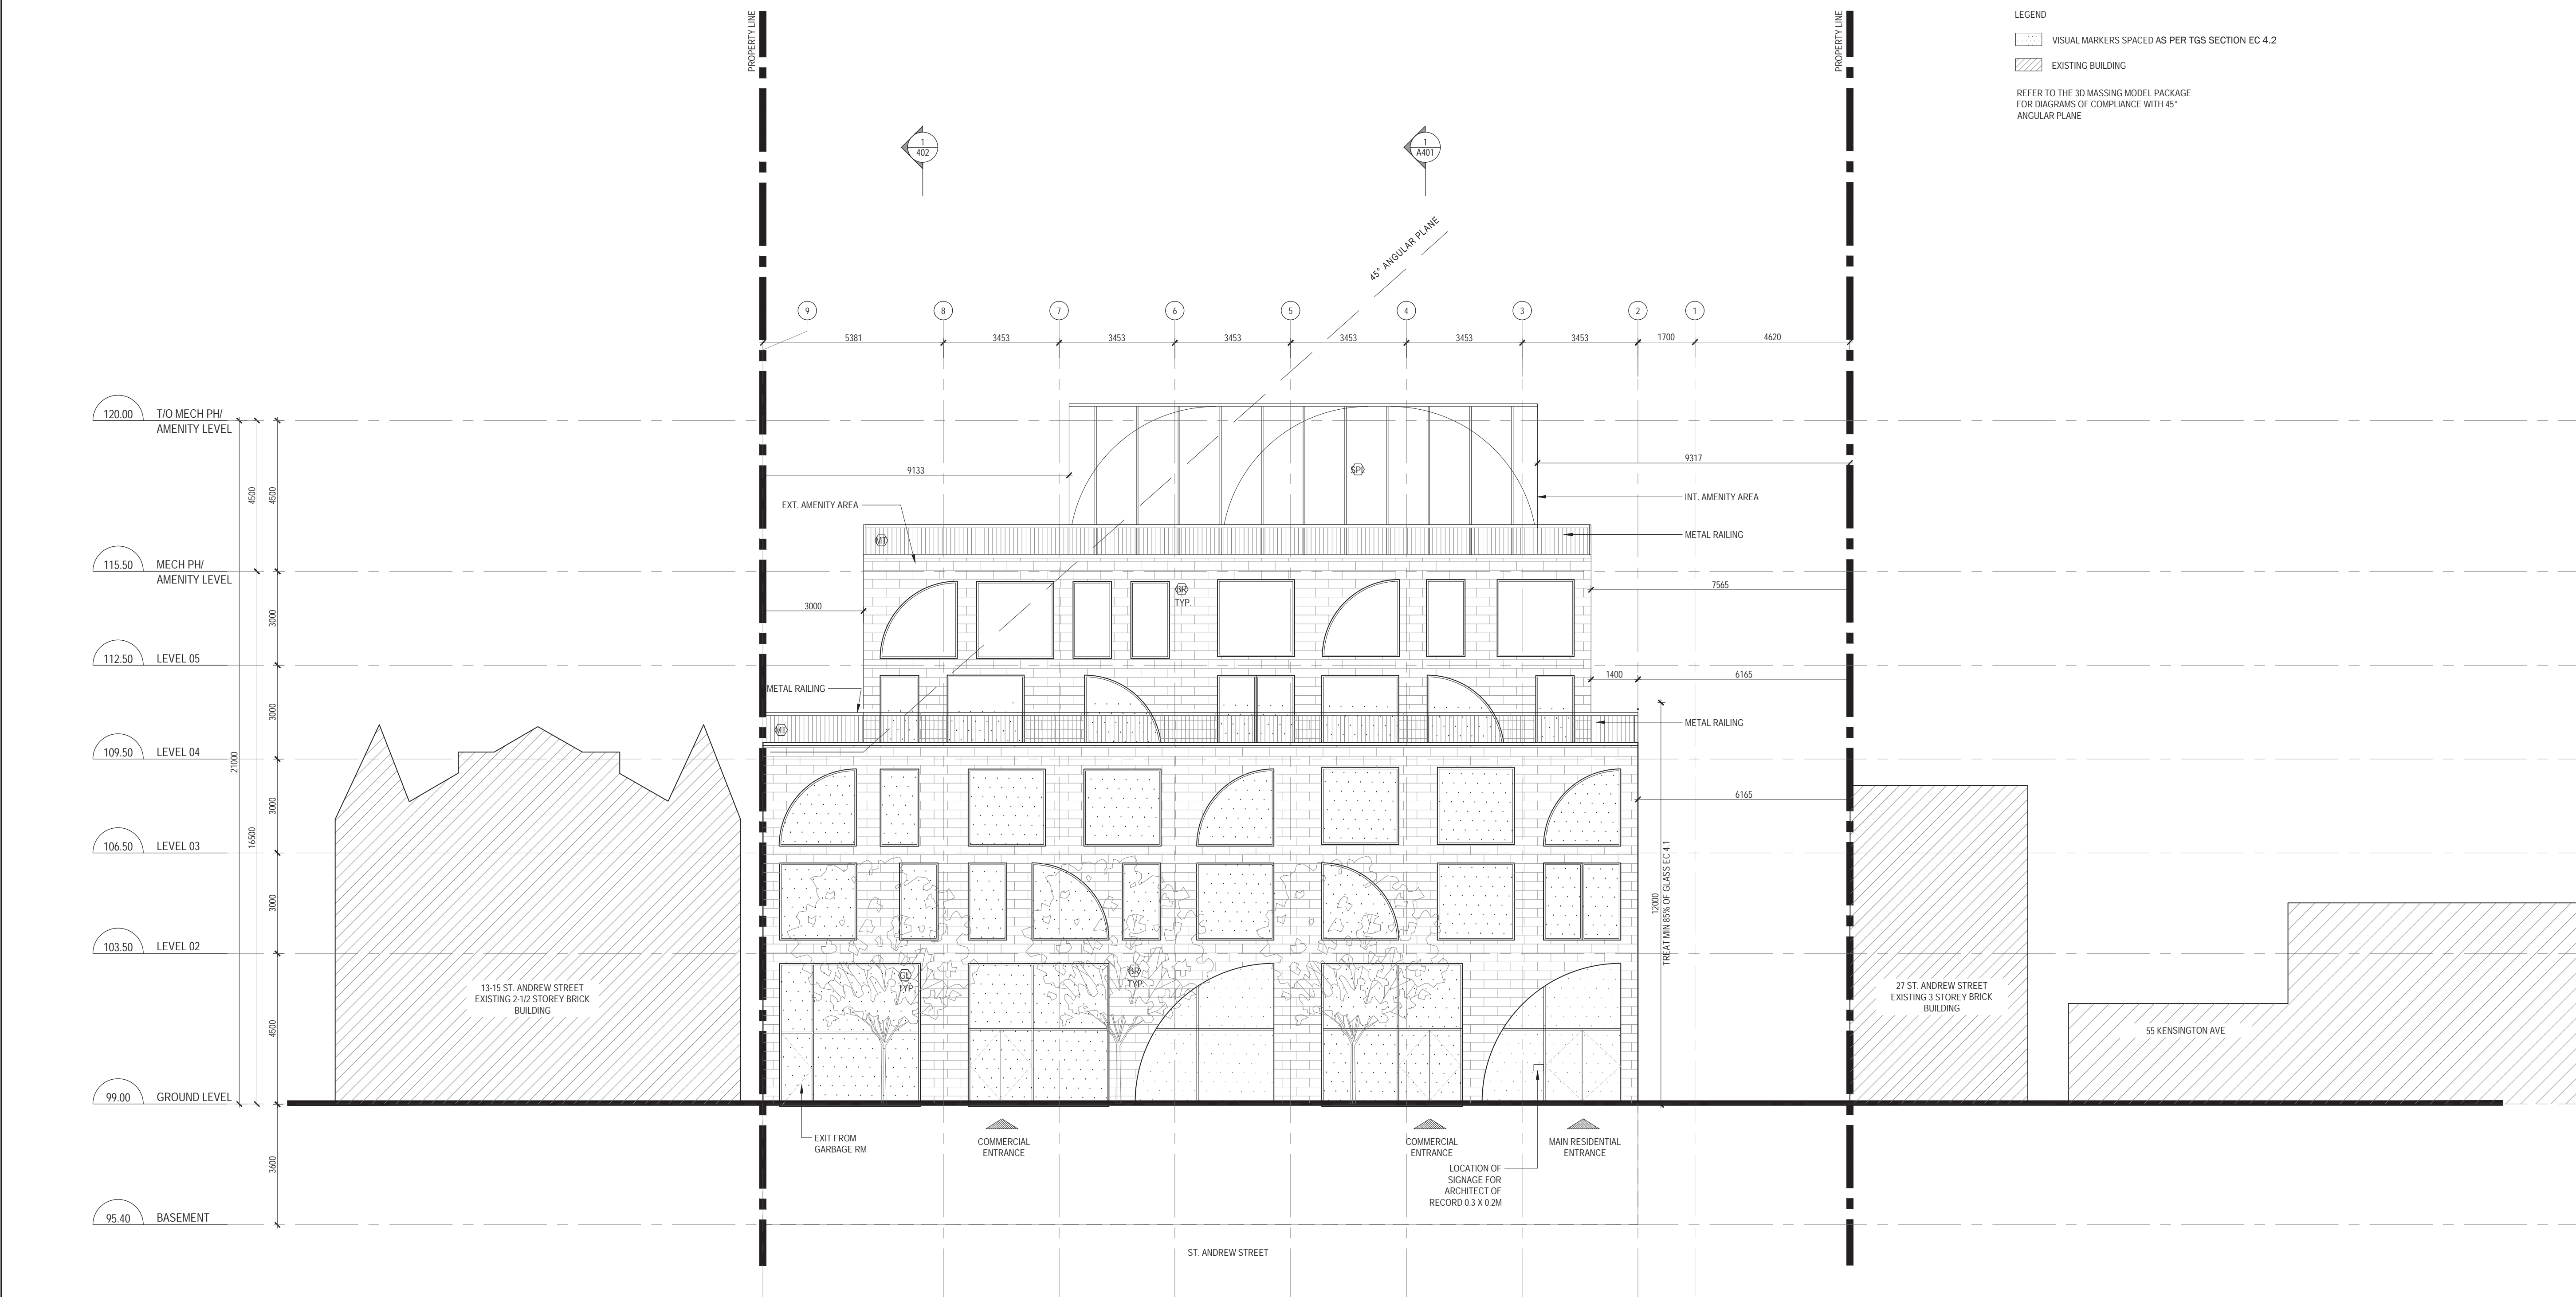 PROPERTY LINE
PROPERTY LINE
LEGEND
VISUAL MARKERS SPACED AS PER TGS SECTION EC 4.2
EXISTING BUILDING
REFER TO THE 3D MASSING MODEL PACKAGE
FOR DIAGRAMS OF COMPLIANCE WITH 45°
ANGULAR PLANE
1
402
1
A401
45° ANGULAR PLANE
9
8
7
6
5
4
3
2
1
5381
3453
3453
3453
3453
3453
3453
1700
4620
120.00
T/O MECH PH/
AMENITY LEVEL
9133
9317
SPL
4500
4500
EXT. AMENITY AREA
INT. AMENITY AREA
METAL RAILING
MT
115.50
MECH PH/
AMENITY LEVEL
BR
TYP.
7565
3000
3000
112.50
LEVEL 05
1400
6165
METAL RAILING
3000
METAL RAILING
MT
109.50
LEVEL 04
21000
3000
6165
16500
106.50
LEVEL 03
3000
12000
TREAT MIN 85% OF GLASS EC 4.1
103.50
LEVEL 02
GL
TYP.
BR
TYP.
13-15 ST. ANDREW STREET
EXISTING 2-1/2 STOREY BRICK
BUILDING
27 ST. ANDREW STREET
EXISTING 3 STOREY BRICK
BUILDING
55 KENSINGTON AVE
4500
99.00
GROUND LEVEL
EXIT FROM
GARBAGE RM
COMMERCIAL
ENTRANCE
COMMERCIAL
ENTRANCE
MAIN RESIDENTIAL
ENTRANCE
LOCATION OF
SIGNAGE FOR
ARCHITECT OF
RECORD 0.3 X 0.2M
3600
95.40
BASEMENT
ST. ANDREW STREET